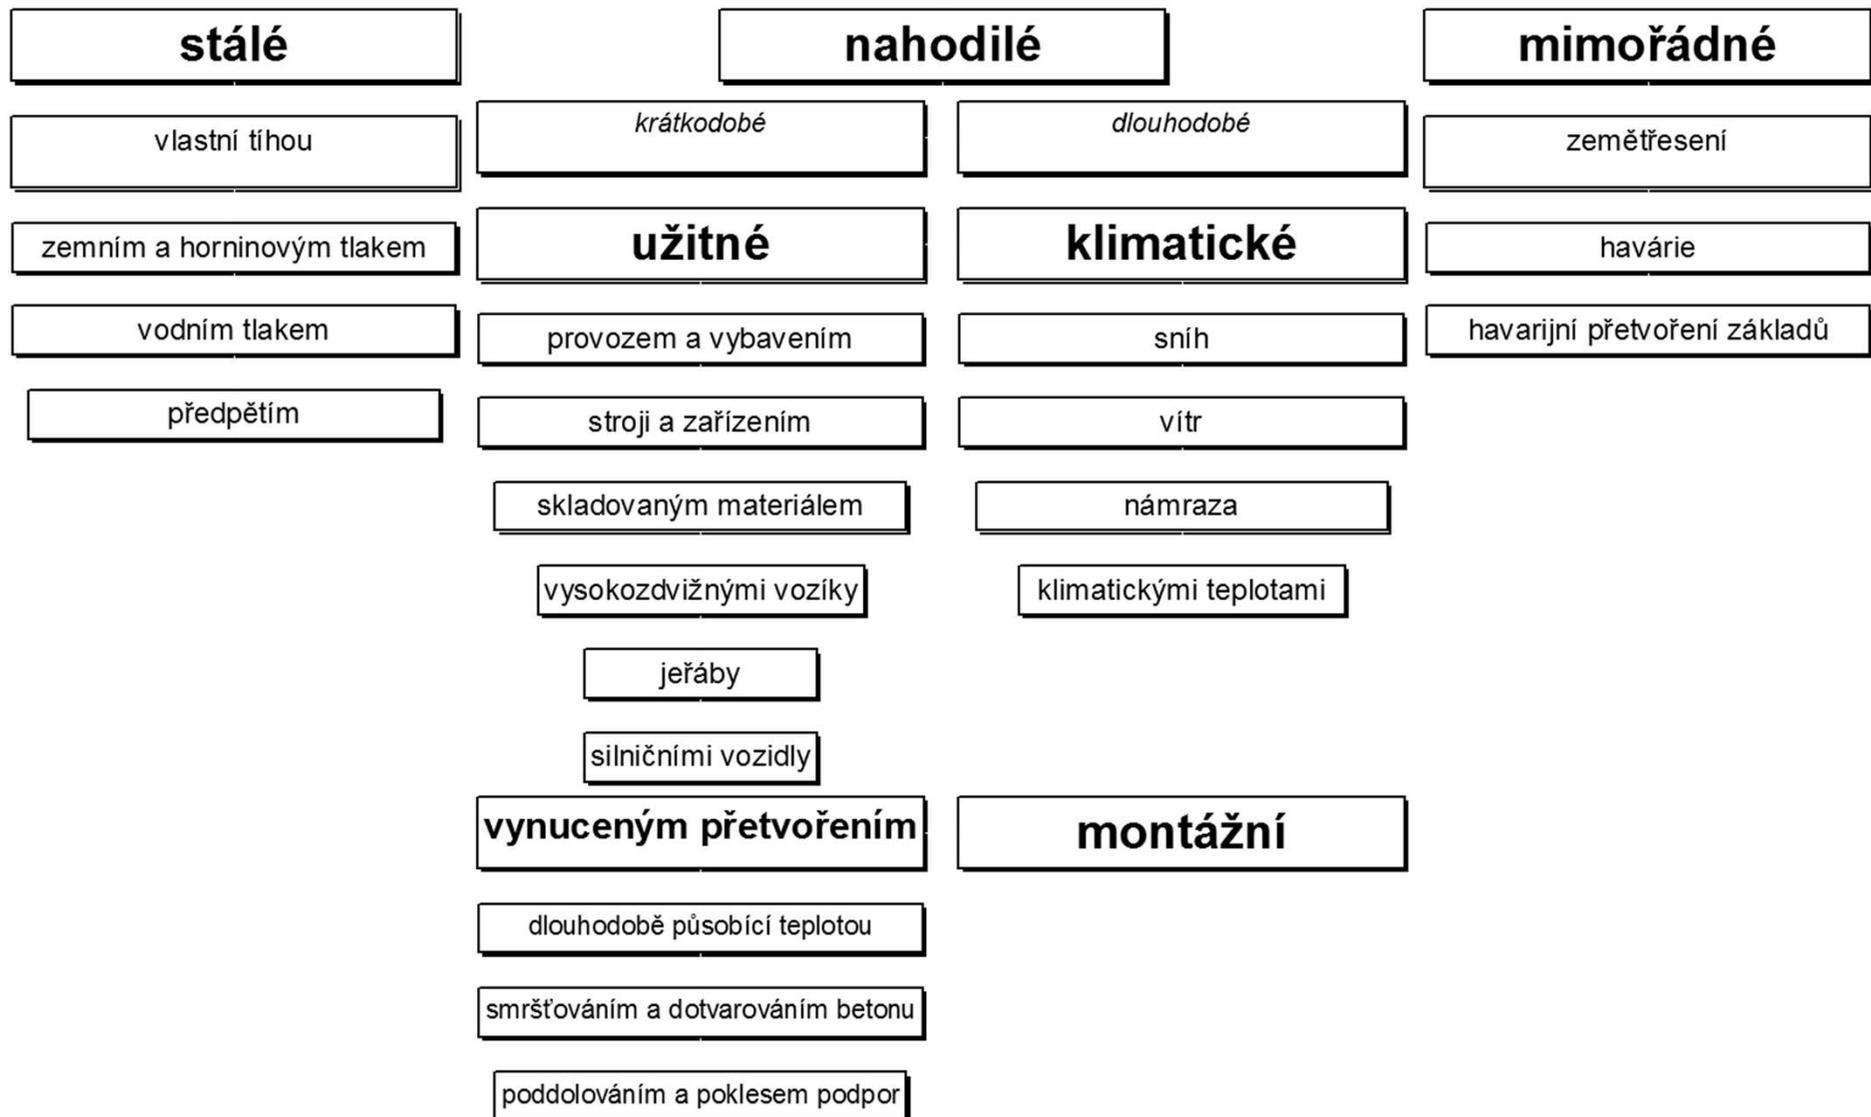 stálé
vlastní tíhou
zemním a horninovým tlakem
vodním tlakem
předpětím
nahodilé
krátkodobé
dlouhodobé
užitné
provozem a vybavením
stroji a zařízením
skladovaným materiálem
vysokozdvižnými vozíky
jeřáby
silničními vozidly
klimatické
sníh
vítr
námraza
klimatickými teplotami
vynuceným přetvořením
dlouhodobě působící teplotou
smršťováním a dotvarováním betonu
poddolováním a poklesem podpor
montážní
mimořádné
zemětřesení
havárie
havarijní přetvoření základů